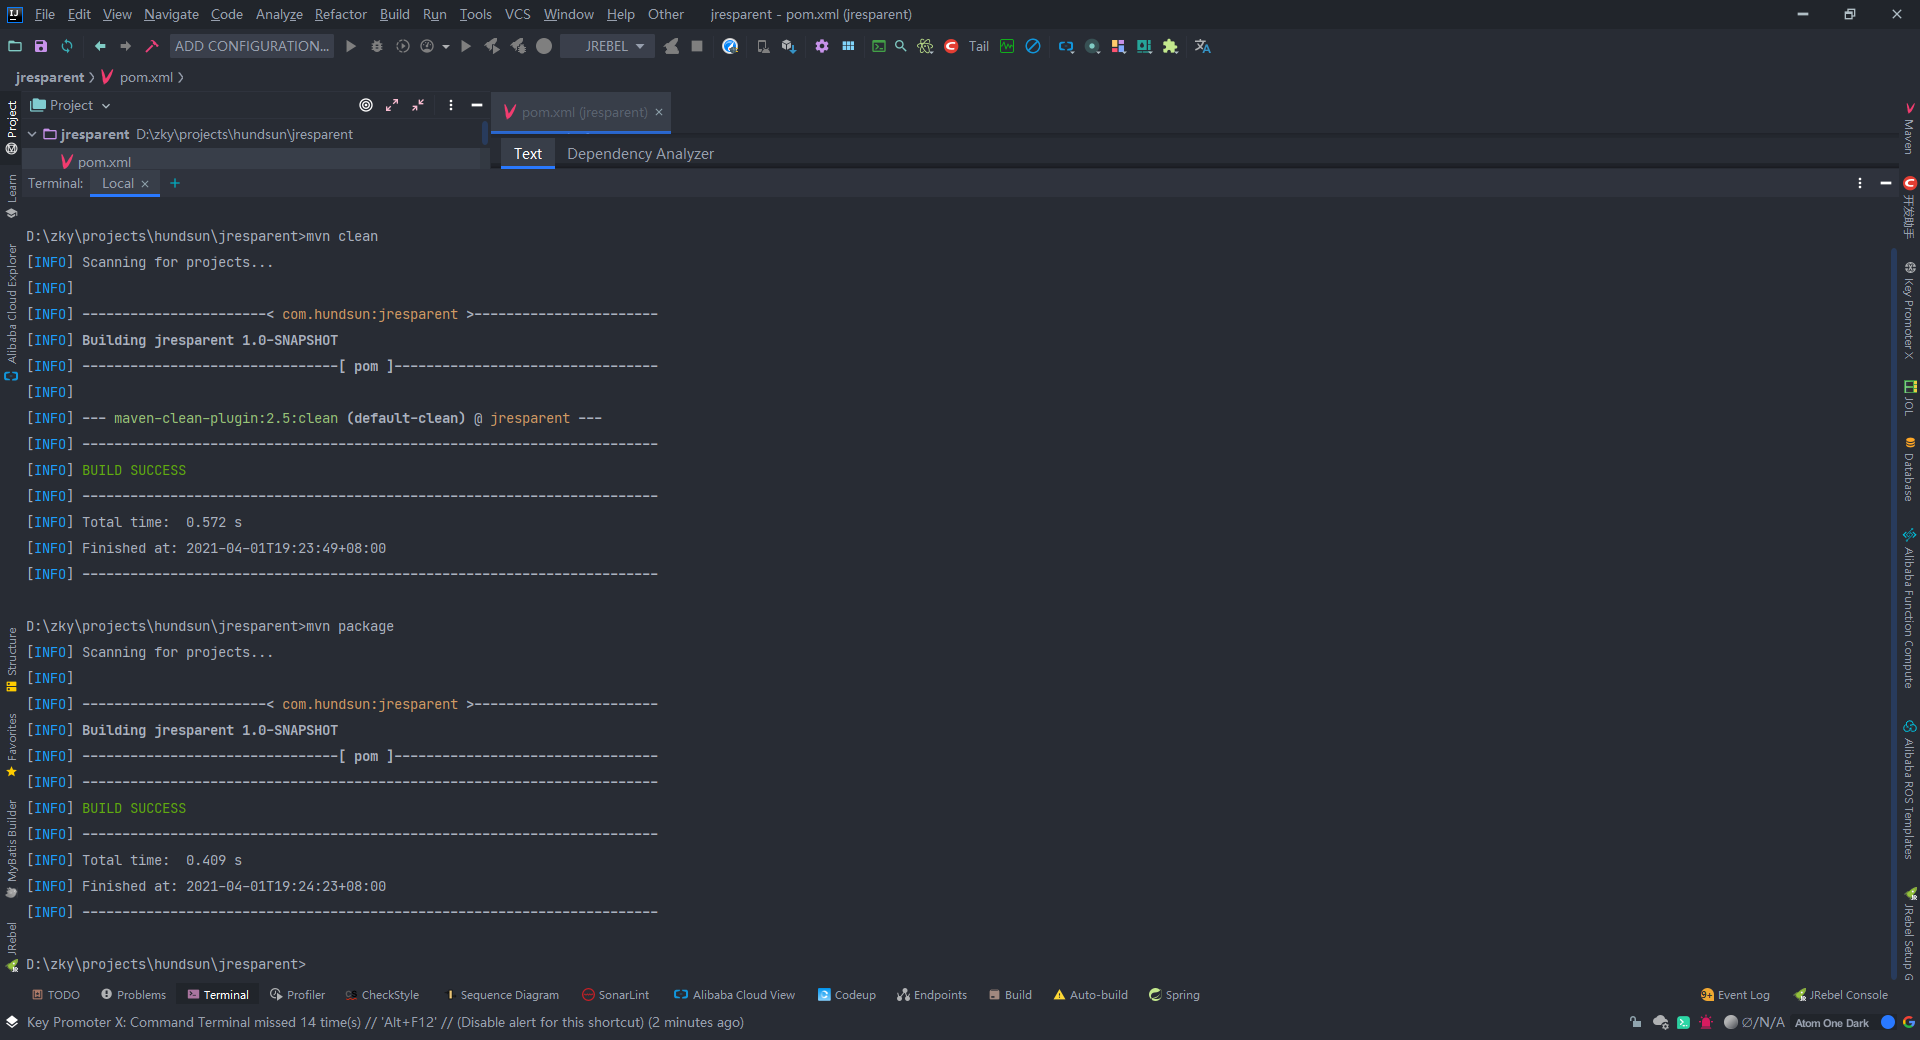 File Edit View Navigate Code Analyze Refactor Build Run Tools VCS Window Help Other jresparent - pom.xml (jresparent)
ADD CONFIGURATION... JREBEL Tail
jresparent pom.xml
Project
pom.xml (jresparent)
jresparent D:\zky\projects\hundsun\jresparent
pom.xml
Text Dependency Analyzer
Terminal: Local
D:\zky\projects\hundsun\jresparent>mvn clean
[INFO] Scanning for projects...
[INFO]
[INFO] -----------------------< com.hundsun:jresparent >-----------------------
[INFO] Building jresparent 1.0-SNAPSHOT
[INFO] --------------------------------[ pom ]---------------------------------
[INFO]
[INFO] --- maven-clean-plugin:2.5:clean (default-clean) @ jresparent ---
[INFO] ------------------------------------------------------------------------
[INFO] BUILD SUCCESS
[INFO] ------------------------------------------------------------------------
[INFO] Total time:  0.572 s
[INFO] Finished at: 2021-04-01T19:23:49+08:00
[INFO] ------------------------------------------------------------------------
D:\zky\projects\hundsun\jresparent>mvn package
[INFO] Scanning for projects...
[INFO]
[INFO] -----------------------< com.hundsun:jresparent >-----------------------
[INFO] Building jresparent 1.0-SNAPSHOT
[INFO] --------------------------------[ pom ]---------------------------------
[INFO] ------------------------------------------------------------------------
[INFO] BUILD SUCCESS
[INFO] ------------------------------------------------------------------------
[INFO] Total time:  0.409 s
[INFO] Finished at: 2021-04-01T19:24:23+08:00
[INFO] ------------------------------------------------------------------------
D:\zky\projects\hundsun\jresparent>
Project
Learn
Alibaba Cloud Explorer
Structure
Favorites
MyBatis Builder
JRebel
Maven
开发助手
Key Promoter X
JOL
Database
Alibaba Function Compute
Alibaba ROS Templates
JRebel Setup G
TODO Problems Terminal Profiler CheckStyle Sequence Diagram SonarLint Alibaba Cloud View Codeup Endpoints Build Auto-build Spring 9+ Event Log JRebel Console
Key Promoter X: Command Terminal missed 14 time(s) // 'Alt+F12' // (Disable alert for this shortcut) (2 minutes ago) ∅/N/A Atom One Dark